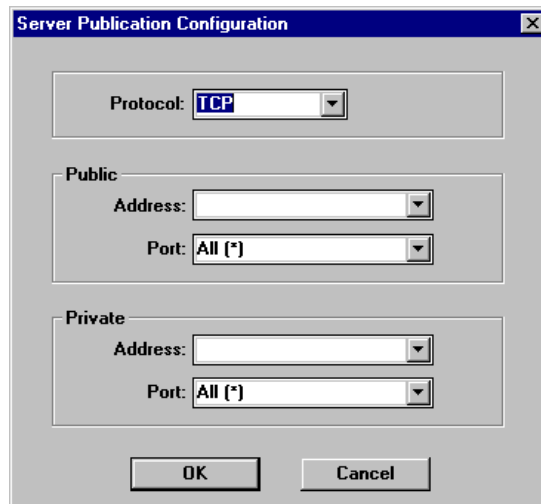 Server Publication Configuration
Protocol: TCP
Public
Address:
Port: All (*)
Private
Address:
Port: All (*)
OK Cancel